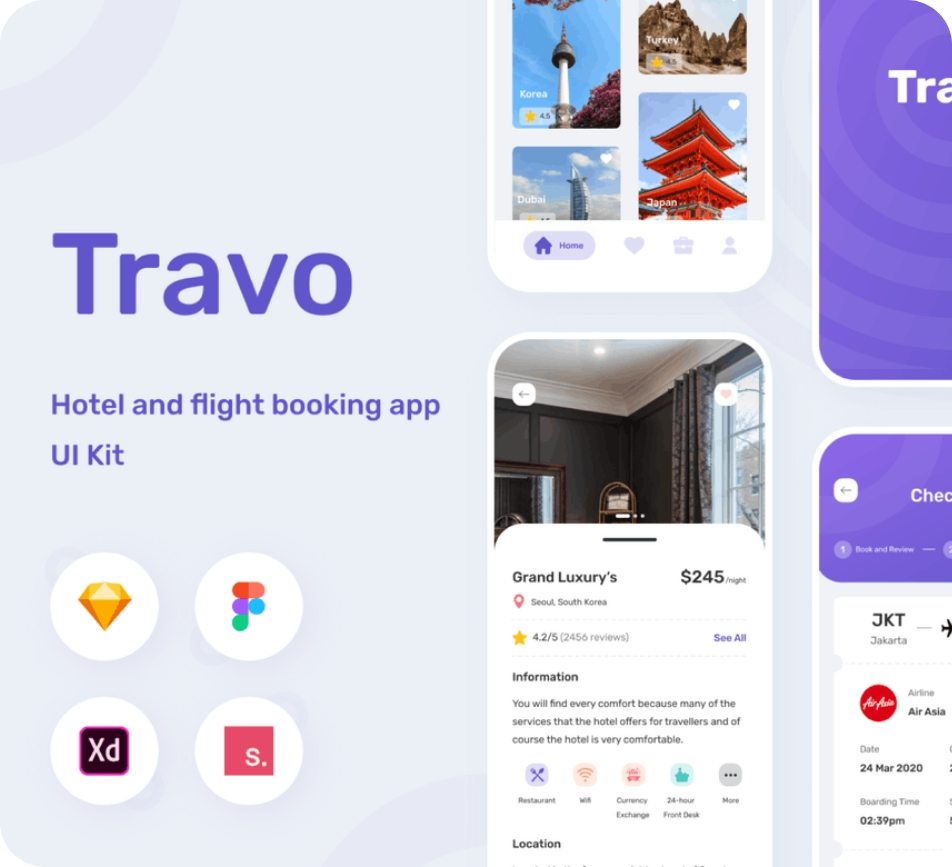 Travo
Hotel and flight booking app
UI Kit
Xd
s.
Turkey
4.5
Korea
4.5
Dubai
Japan
Home
Grand Luxury's
$245/night
Seoul, South Korea
4.2/5 (2456 reviews)
See All
Information
You will find every comfort because many of the
services that the hotel offers for travellers and of
course the hotel is very comfortable.
Restaurant
Wifi
Currency
Exchange
24-hour
Front Desk
More
Location
Tra
Chec
1 Book and Review
JKT
Jakarta
AirAsia
Airline
Air Asia
Date
24 Mar 2020
Boarding Time
02:39pm